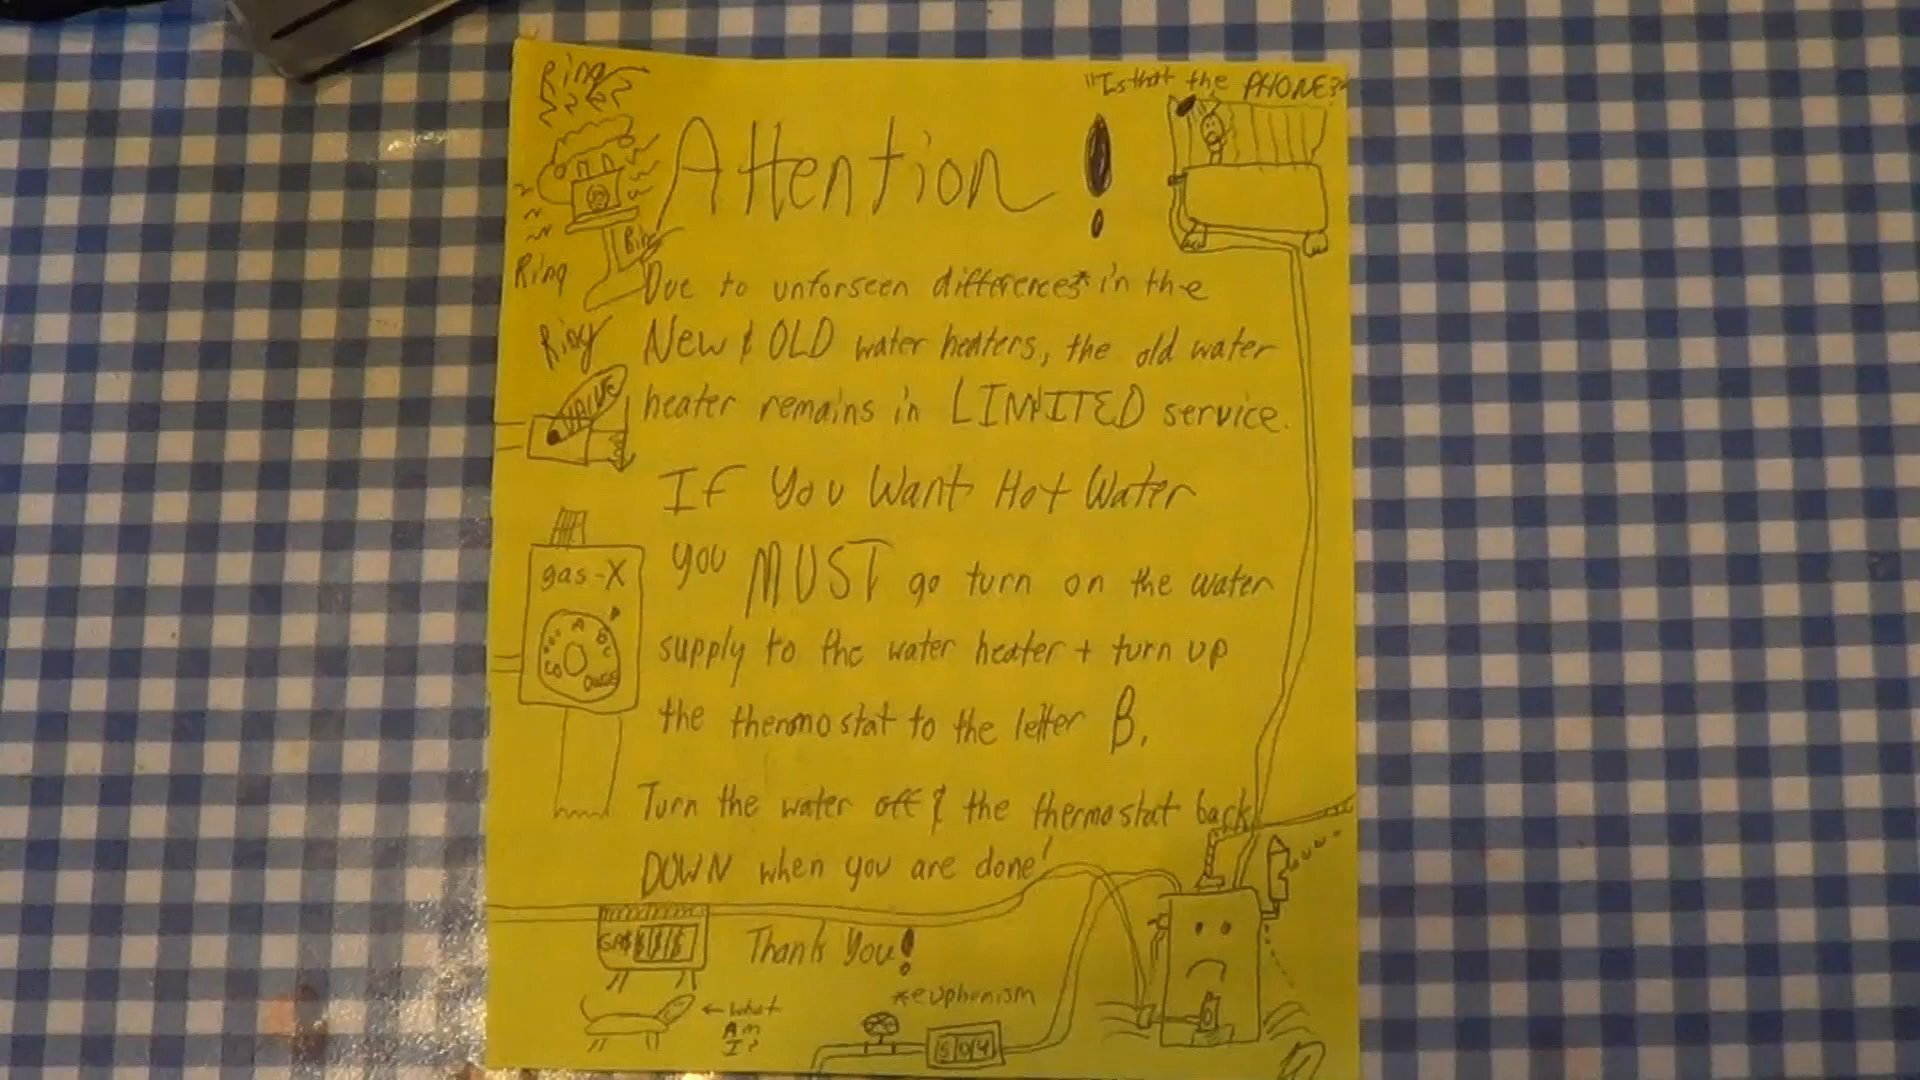 Ring
"Is that the PHONE?"
Attention!
Ring
Ring
Due to unforseen differences* in the
Ring
New & OLD water heaters, the old water
VALVE
heater remains in LIMITED service.
If You Want Hot Water
gas-X
you MUST go turn on the water
A B C
supply to the water heater + turn up
LO
the thermostat to the letter B.
Turn the water off & the thermostat back
DOWN when you are done!
GA$ $$$
Thank You!
*euphenism
← What
AM
I?